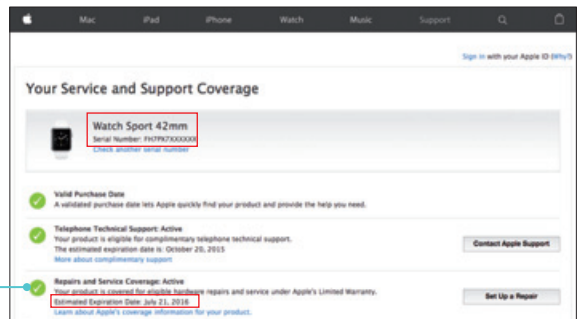 Mac iPad iPhone Watch Music Support
Sign in with your Apple ID (Why?)
Your Service and Support Coverage
Watch Sport 42mm
Serial Number: FH7PK7XXXXXX
Check another serial number
Valid Purchase Date
A validated purchase date lets Apple quickly find your product and provide the help you need.
Telephone Technical Support: Active
Your product is eligible for complimentary telephone technical support.
The estimated expiration date is: October 20, 2015
More about complimentary support
Contact Apple Support
Repairs and Service Coverage: Active
Your product is covered for eligible hardware repairs and service under Apple's Limited Warranty.
Estimated Expiration Date: July 21, 2016
Learn about Apple's coverage information for your product.
Set Up a Repair